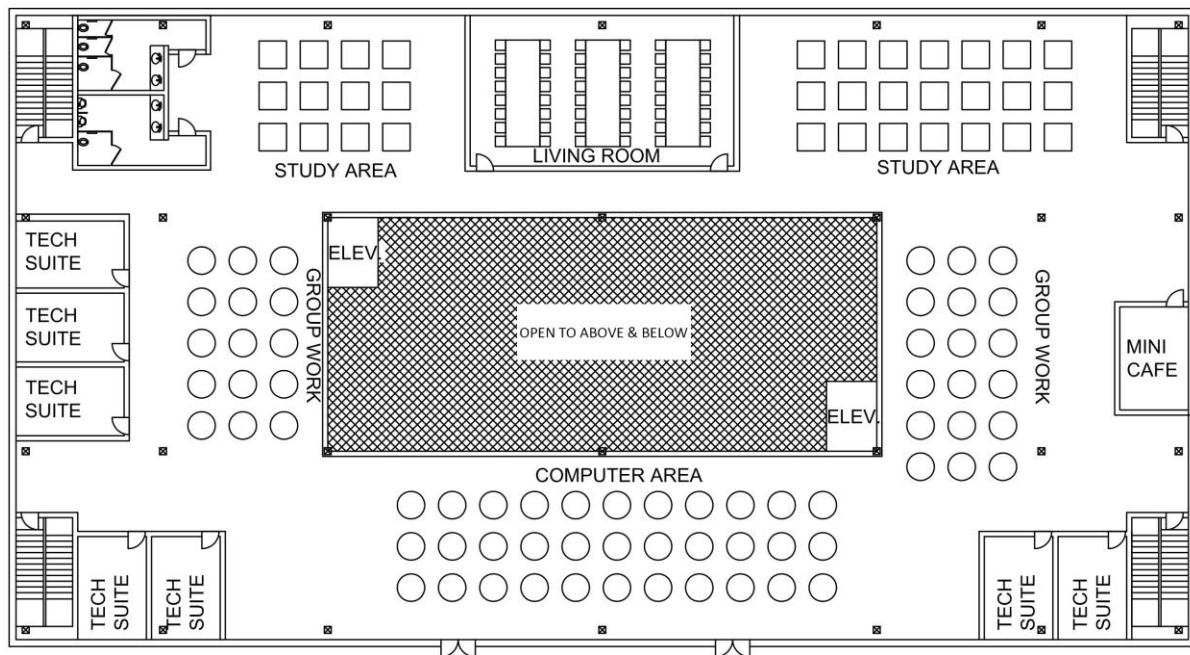 LIVING ROOM
STUDY AREA
STUDY AREA
TECH
SUITE
ELEV.
GROUP WORK
GROUP WORK
TECH
SUITE
OPEN TO ABOVE & BELOW
MINI
CAFE
TECH
SUITE
ELEV.
COMPUTER AREA
TECH
SUITE
TECH
SUITE
TECH
SUITE
TECH
SUITE